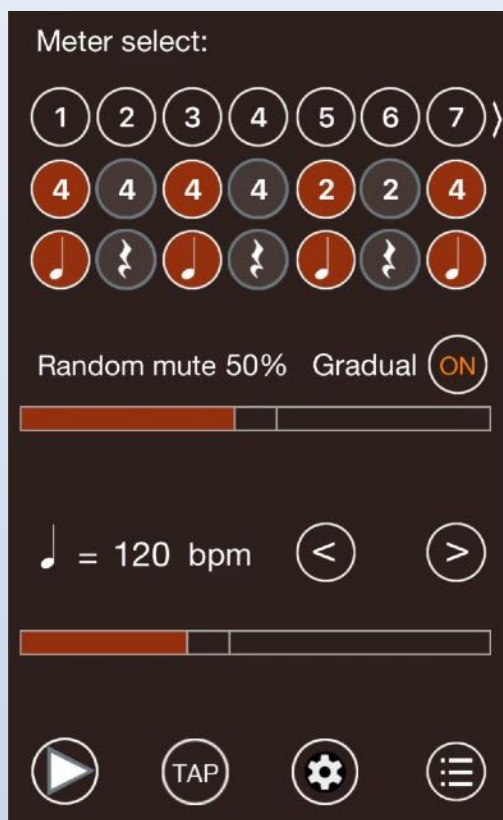 Meter select:
1 2 3 4 5 6 7
4 4 4 4 2 2 4
Random mute 50% Gradual ON
= 120 bpm < >
TAP